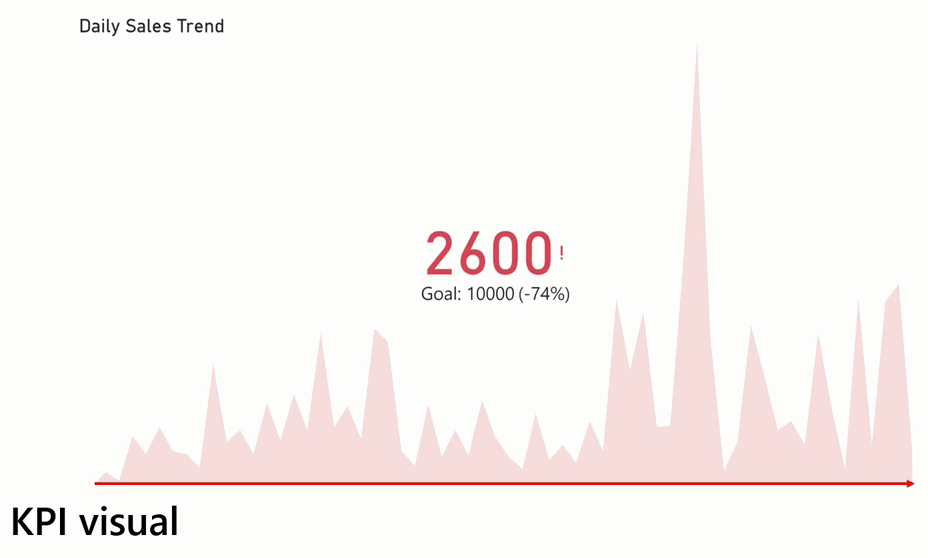 Daily Sales Trend
2600!
Goal: 10000 (-74%)
KPI visual